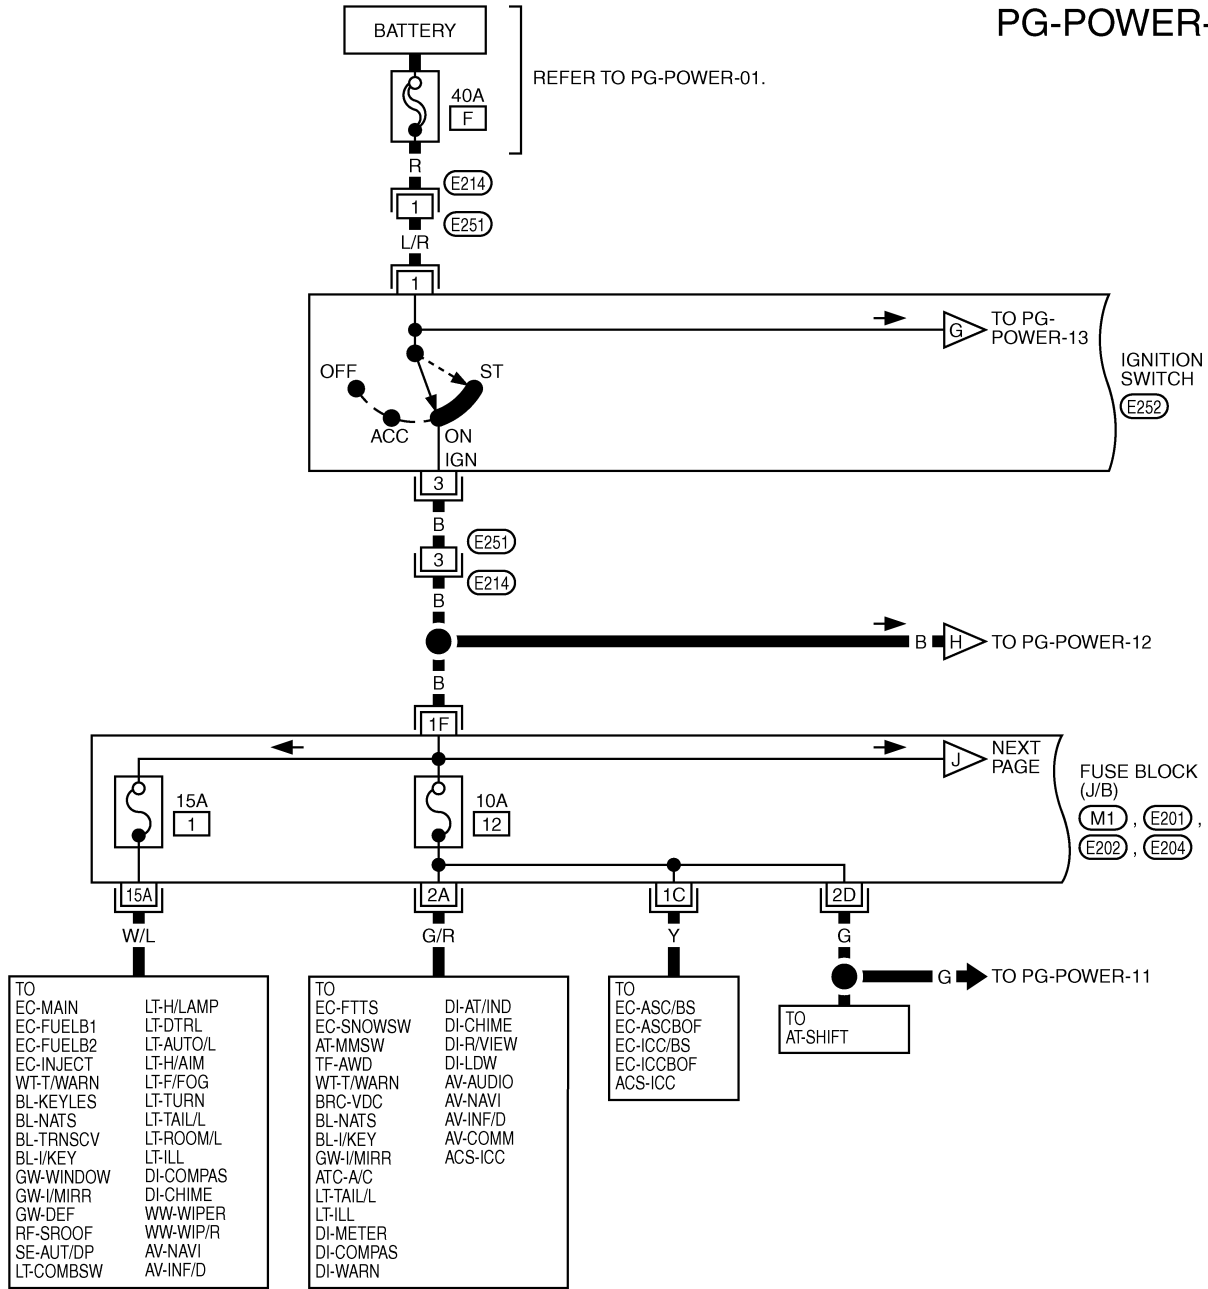 PG-POWER-
BATTERY
REFER TO PG-POWER-01.
40A
F
R
E214
1
E251
L/R
1
G
TO PG-
POWER-13
IGNITION
SWITCH
E252
OFF
ST
ACC
ON
IGN
3
B
E251
3
E214
B
B
H
TO PG-POWER-12
B
1F
J
NEXT
PAGE
FUSE BLOCK
(J/B)
M1 , E201 ,
E202 , E204
15A
1
10A
12
15A
2A
1C
2D
W/L
G/R
Y
G
G
TO PG-POWER-11
TO
EC-MAIN
EC-FUELB1
EC-FUELB2
EC-INJECT
WT-T/WARN
BL-KEYLES
BL-NATS
BL-TRNSCV
BL-I/KEY
GW-WINDOW
GW-I/MIRR
GW-DEF
RF-SROOF
SE-AUT/DP
LT-COMBSW
LT-H/LAMP
LT-DTRL
LT-AUTO/L
LT-H/AIM
LT-F/FOG
LT-TURN
LT-TAIL/L
LT-ROOM/L
LT-ILL
DI-COMPAS
DI-CHIME
WW-WIPER
WW-WIP/R
AV-NAVI
AV-INF/D
TO
EC-FTTS
EC-SNOWSW
AT-MMSW
TF-AWD
WT-T/WARN
BRC-VDC
BL-NATS
BL-I/KEY
GW-I/MIRR
ATC-A/C
LT-TAIL/L
LT-ILL
DI-METER
DI-COMPAS
DI-WARN
DI-AT/IND
DI-CHIME
DI-R/VIEW
DI-LDW
AV-AUDIO
AV-NAVI
AV-INF/D
AV-COMM
ACS-ICC
TO
EC-ASC/BS
EC-ASCBOF
EC-ICC/BS
EC-ICCBOF
ACS-ICC
TO
AT-SHIFT